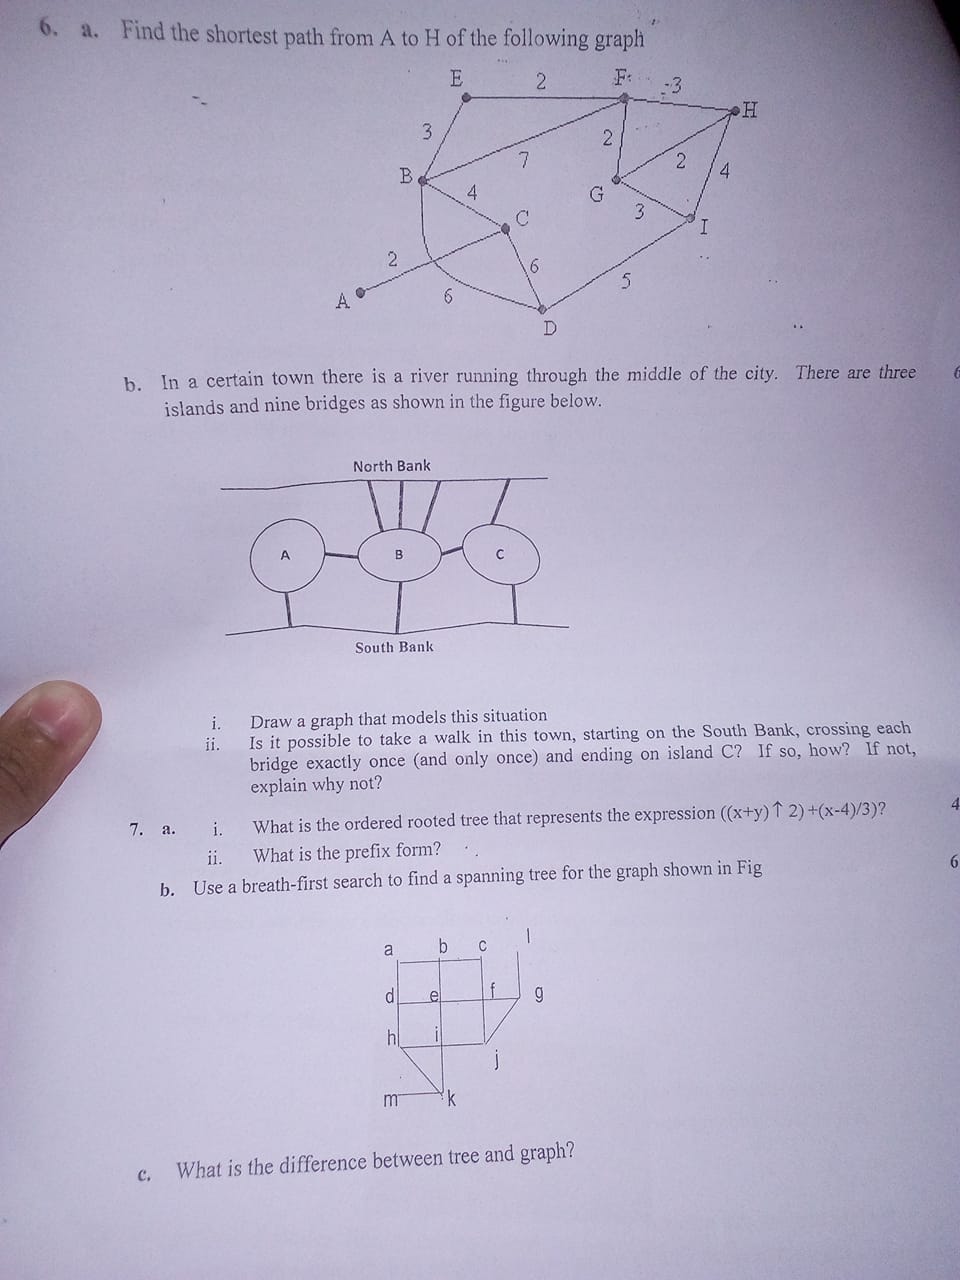 6. a. Find the shortest path from A to H of the following graph
E 2 F -3
H
3
2
7
2
4
B
4
G
3
C
I
2
6
5
A
6
D
b. In a certain town there is a river running through the middle of the city. There are three 6
islands and nine bridges as shown in the figure below.
North Bank
A B C
South Bank
i. Draw a graph that models this situation
ii. Is it possible to take a walk in this town, starting on the South Bank, crossing each
bridge exactly once (and only once) and ending on island C? If so, how? If not,
explain why not?
7. a. i. What is the ordered rooted tree that represents the expression ((x+y)↑ 2)+(x-4)/3)? 4
ii. What is the prefix form? 6
b. Use a breath-first search to find a spanning tree for the graph shown in Fig
a b c l
d e f g
h i
j
m k
c. What is the difference between tree and graph?